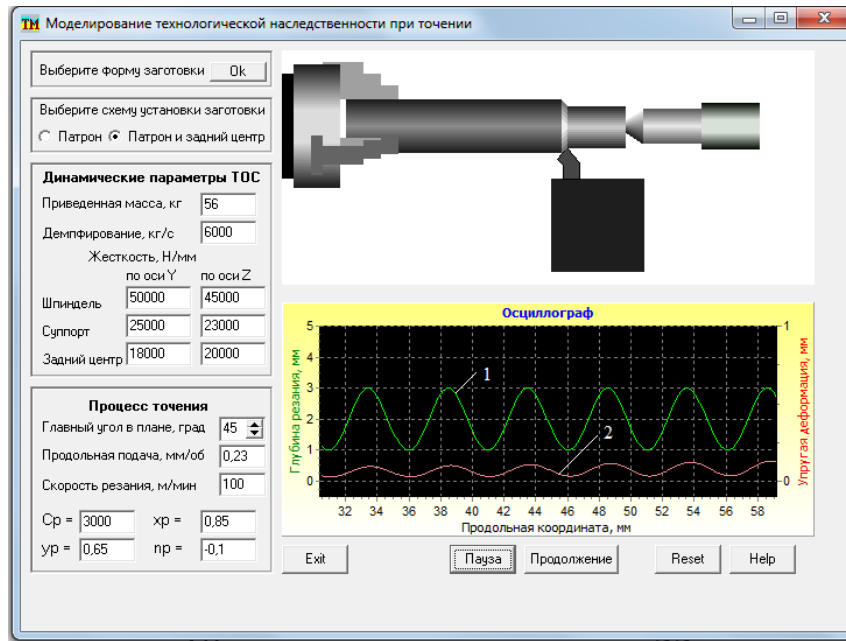 ТМ Моделирование технологической наследственности при точении
Выберите форму заготовки Ok
Выберите схему установки заготовки
Патрон Патрон и задний центр
Динамические параметры ТОС
Приведенная масса, кг 56
Демпфирование, кг/с 6000
Жесткость, Н/мм
по оси Y по оси Z
Шпиндель 50000 45000
Суппорт 25000 23000
Задний центр 18000 20000
Процесс точения
Главный угол в плане, град 45
Продольная подача, мм/об 0,23
Скорость резания, м/мин 100
Cp = 3000 xp = 0,85
yp = 0,65 np = -0,1
Осциллограф
Глубина резания, мм
5
4
3
2
1
0
1
2
1
0
Упругая деформация, мм
32 34 36 38 40 42 44 46 48 50 52 54 56 58
Продольная координата, мм
Exit Пауза Продолжение Reset Help